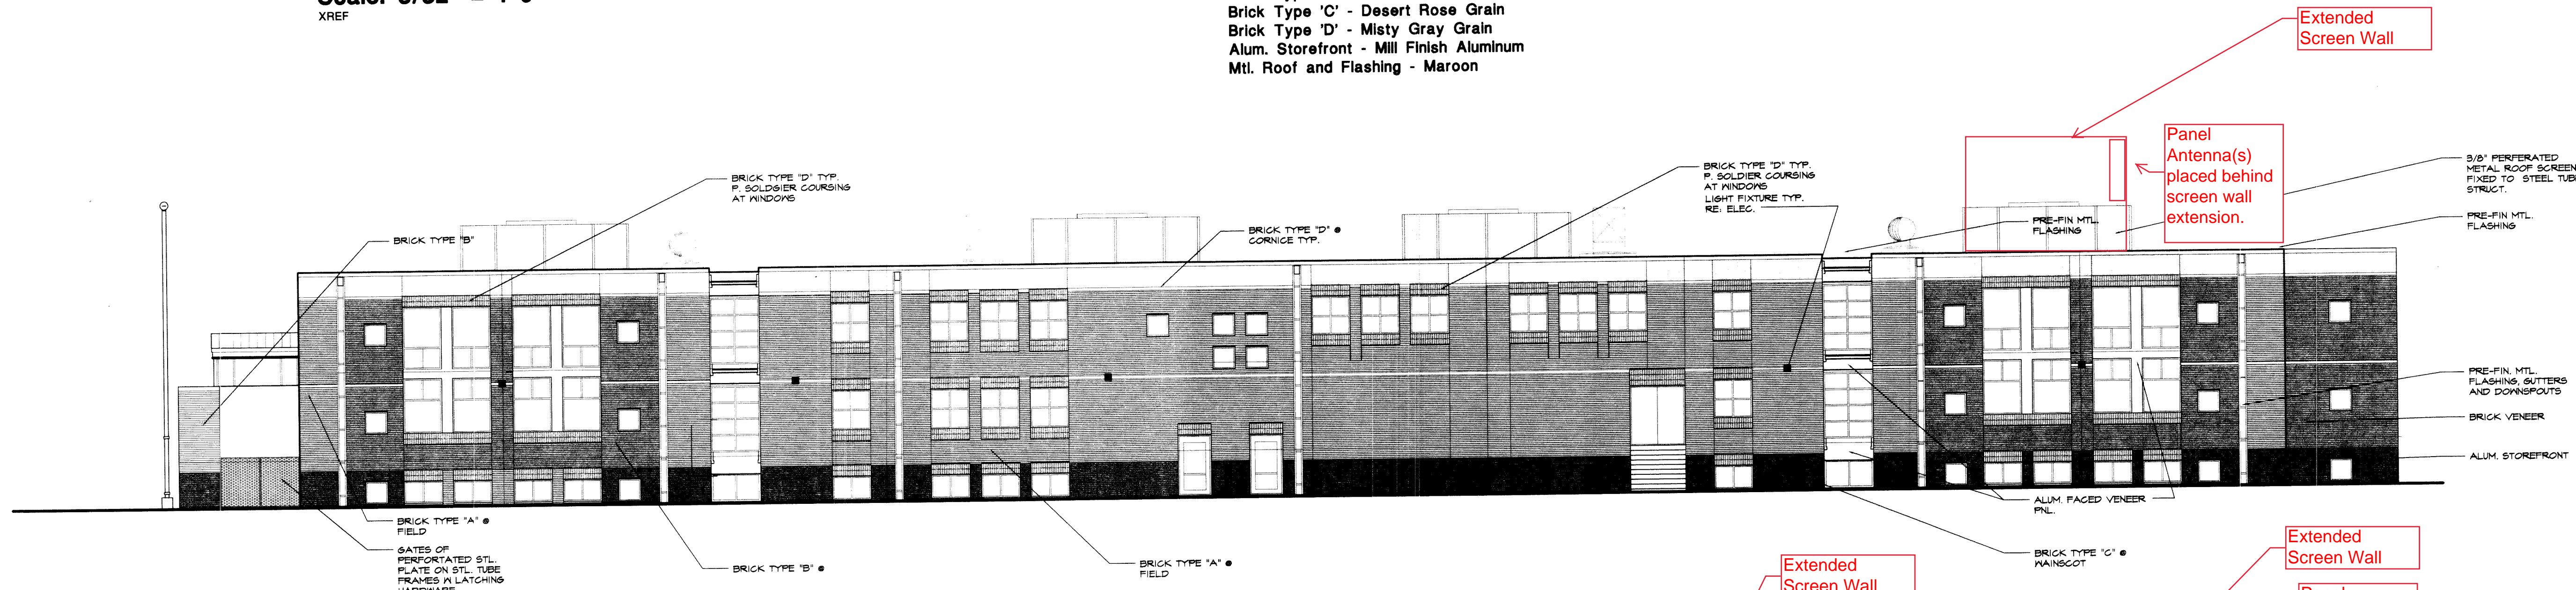 XREF
Brick Type 'C' - Desert Rose Grain
Brick Type 'D' - Misty Gray Grain
Alum. Storefront - Mill Finish Aluminum
Mtl. Roof and Flashing - Maroon
Extended
Screen Wall
Panel
Antenna(s)
placed behind
screen wall
extension.
3/8" PERFERATED
METAL ROOF SCREEN
FIXED TO STEEL TUBE
STRUCT.
PRE-FIN MTL.
FLASHING
PRE-FIN MTL.
FLASHING
BRICK TYPE "D" TYP.
P. SOLDGIER COURSING
AT WINDOWS
BRICK TYPE "D" TYP.
P. SOLDIER COURSING
AT WINDOWS
LIGHT FIXTURE TYP.
RE: ELEC.
BRICK TYPE "B"
BRICK TYPE "D" @
CORNICE TYP.
PRE-FIN. MTL.
FLASHING, GUTTERS
AND DOWNSPOUTS
BRICK VENEER
ALUM. STOREFRONT
ALUM. FACED VENEER
PNL.
BRICK TYPE "A" @
FIELD
GATES OF
PERFORTATED STL.
PLATE ON STL. TUBE
FRAMES W LATCHING
BRICK TYPE "B" @
BRICK TYPE "A" @
FIELD
BRICK TYPE "C" @
WAINSCOT
Extended
Screen Wall
Extended
Screen Wall